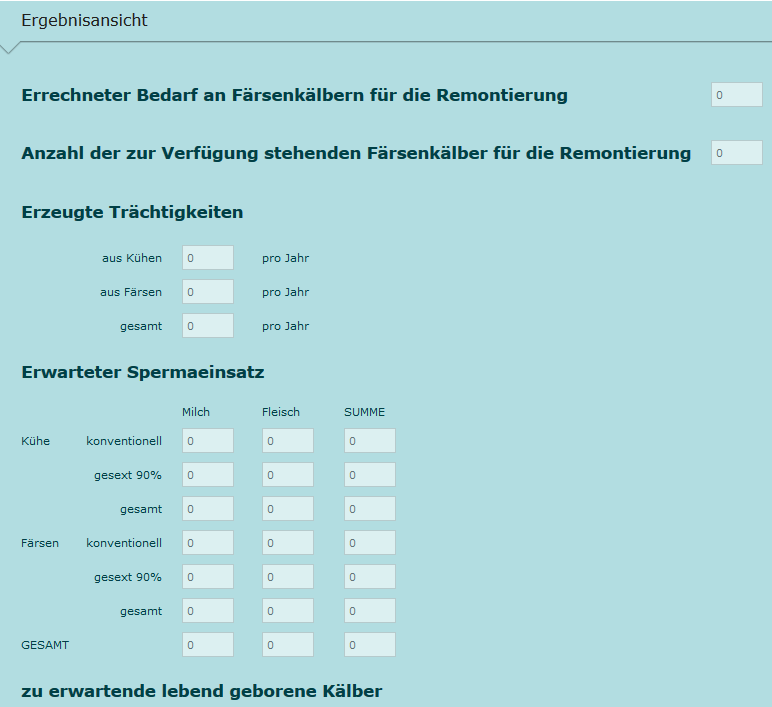 Ergebnisansicht
Errechneter Bedarf an Färsenkälbern für die Remontierung 0
Anzahl der zur Verfügung stehenden Färsenkälber für die Remontierung 0
Erzeugte Trächtigkeiten
aus Kühen 0 pro Jahr
aus Färsen 0 pro Jahr
gesamt 0 pro Jahr
Erwarteter Spermaeinsatz
Milch Fleisch SUMME
Kühe konventionell 0 0 0
gesext 90% 0 0 0
gesamt 0 0 0
Färsen konventionell 0 0 0
gesext 90% 0 0 0
gesamt 0 0 0
GESAMT 0 0 0
zu erwartende lebend geborene Kälber